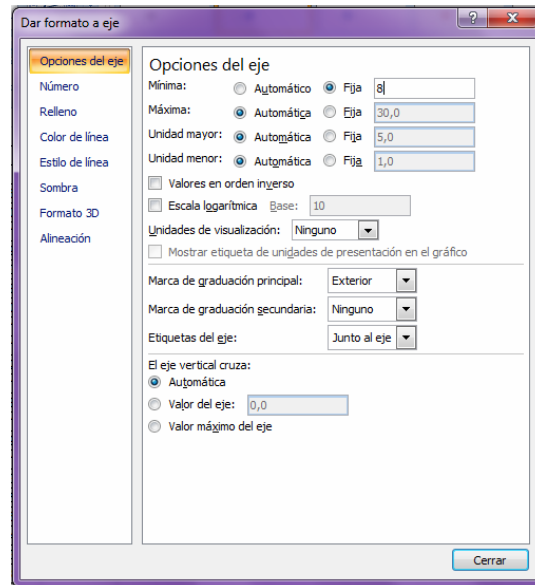 Dar formato a eje
Opciones del eje
Número
Relleno
Color de línea
Estilo de línea
Sombra
Formato 3D
Alineación
Opciones del eje
Mínima: Automático Fija 8
Máxima: Automática Fija 30,0
Unidad mayor: Automática Fija 5,0
Unidad menor: Automática Fija 1,0
Valores en orden inverso
Escala logarítmica Base: 10
Unidades de visualización: Ninguno
Mostrar etiqueta de unidades de presentación en el gráfico
Marca de graduación principal: Exterior
Marca de graduación secundaria: Ninguno
Etiquetas del eje: Junto al eje
El eje vertical cruza:
Automática
Valor del eje: 0,0
Valor máximo del eje
Cerrar